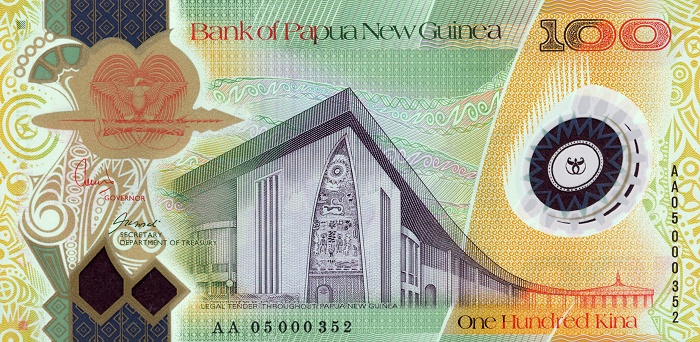 Bank of Papua New Guinea
100
GOVERNOR
SECRETARY
DEPARTMENT OF TREASURY
LEGAL TENDER THROUGHOUT PAPUA NEW GUINEA
AA 05000352
AA05000352
One Hundred Kina